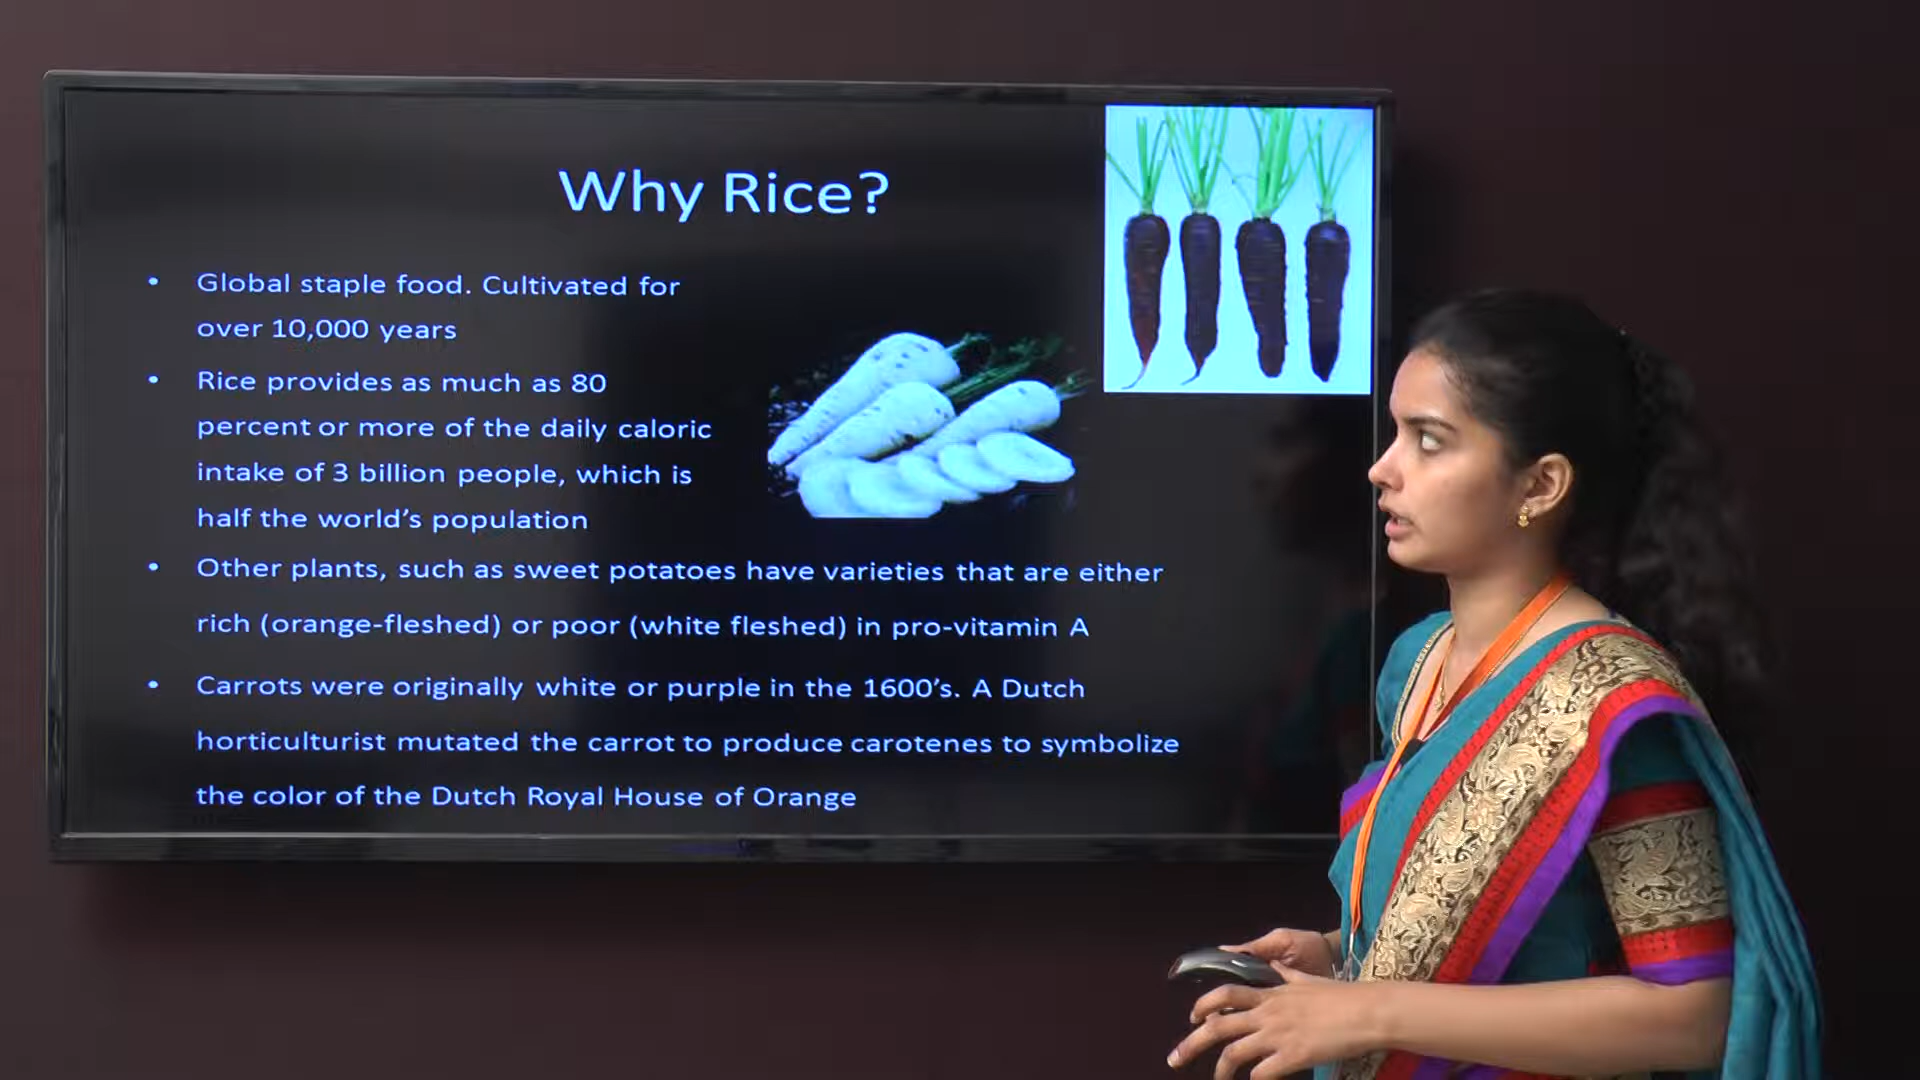 Why Rice?
• Global staple food. Cultivated for
over 10,000 years
• Rice provides as much as 80
percent or more of the daily caloric
intake of 3 billion people, which is
half the world's population
• Other plants, such as sweet potatoes have varieties that are either
rich (orange-fleshed) or poor (white fleshed) in pro-vitamin A
• Carrots were originally white or purple in the 1600's. A Dutch
horticulturist mutated the carrot to produce carotenes to symbolize
the color of the Dutch Royal House of Orange